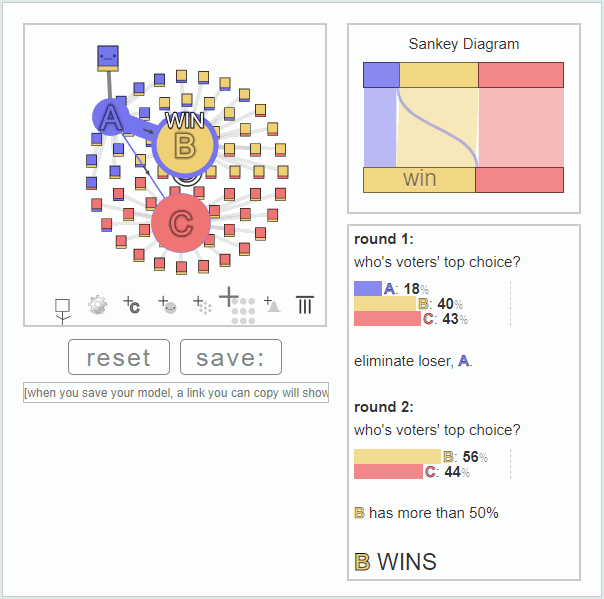 WIN
A
B
C
+C
reset
save:
[when you save your model, a link you can copy will show
Sankey Diagram
win
round 1:
who's voters' top choice?
A: 18%
B: 40%
C: 43%
eliminate loser, A.
round 2:
who's voters' top choice?
B: 56%
C: 44%
B has more than 50%
B WINS